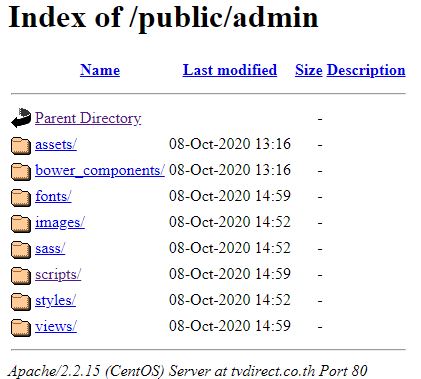 Index of /public/admin
Name Last modified Size Description
Parent Directory -
assets/ 08-Oct-2020 13:16 -
bower_components/ 08-Oct-2020 13:16 -
fonts/ 08-Oct-2020 14:59 -
images/ 08-Oct-2020 14:52 -
sass/ 08-Oct-2020 14:52 -
scripts/ 08-Oct-2020 14:59 -
styles/ 08-Oct-2020 14:52 -
views/ 08-Oct-2020 14:59 -
Apache/2.2.15 (CentOS) Server at tvdirect.co.th Port 80